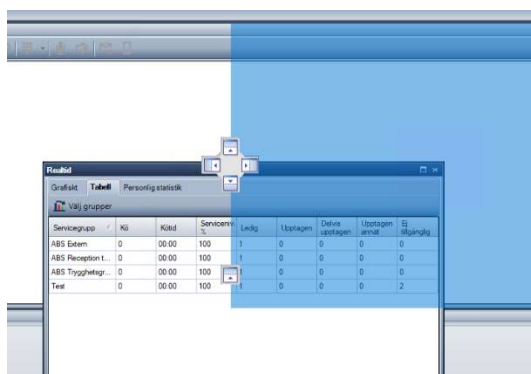 Realtid
Grafiskt Tabell Personlig statistik
Välj grupper
Servicegrupp Kö Kötid Serviceniv %. Ledig Upptagen Delvis upptagen Upptagen annat Ej tillgänglig
ABS Extern 0 00:00 100 1 0 0 0 0
ABS Reception t... 0 00:00 100 1 0 0 0 0
ABS Trygghetsgr... 0 00:00 100 1 0 0 0 0
Test 0 00:00 100 1 0 0 0 2